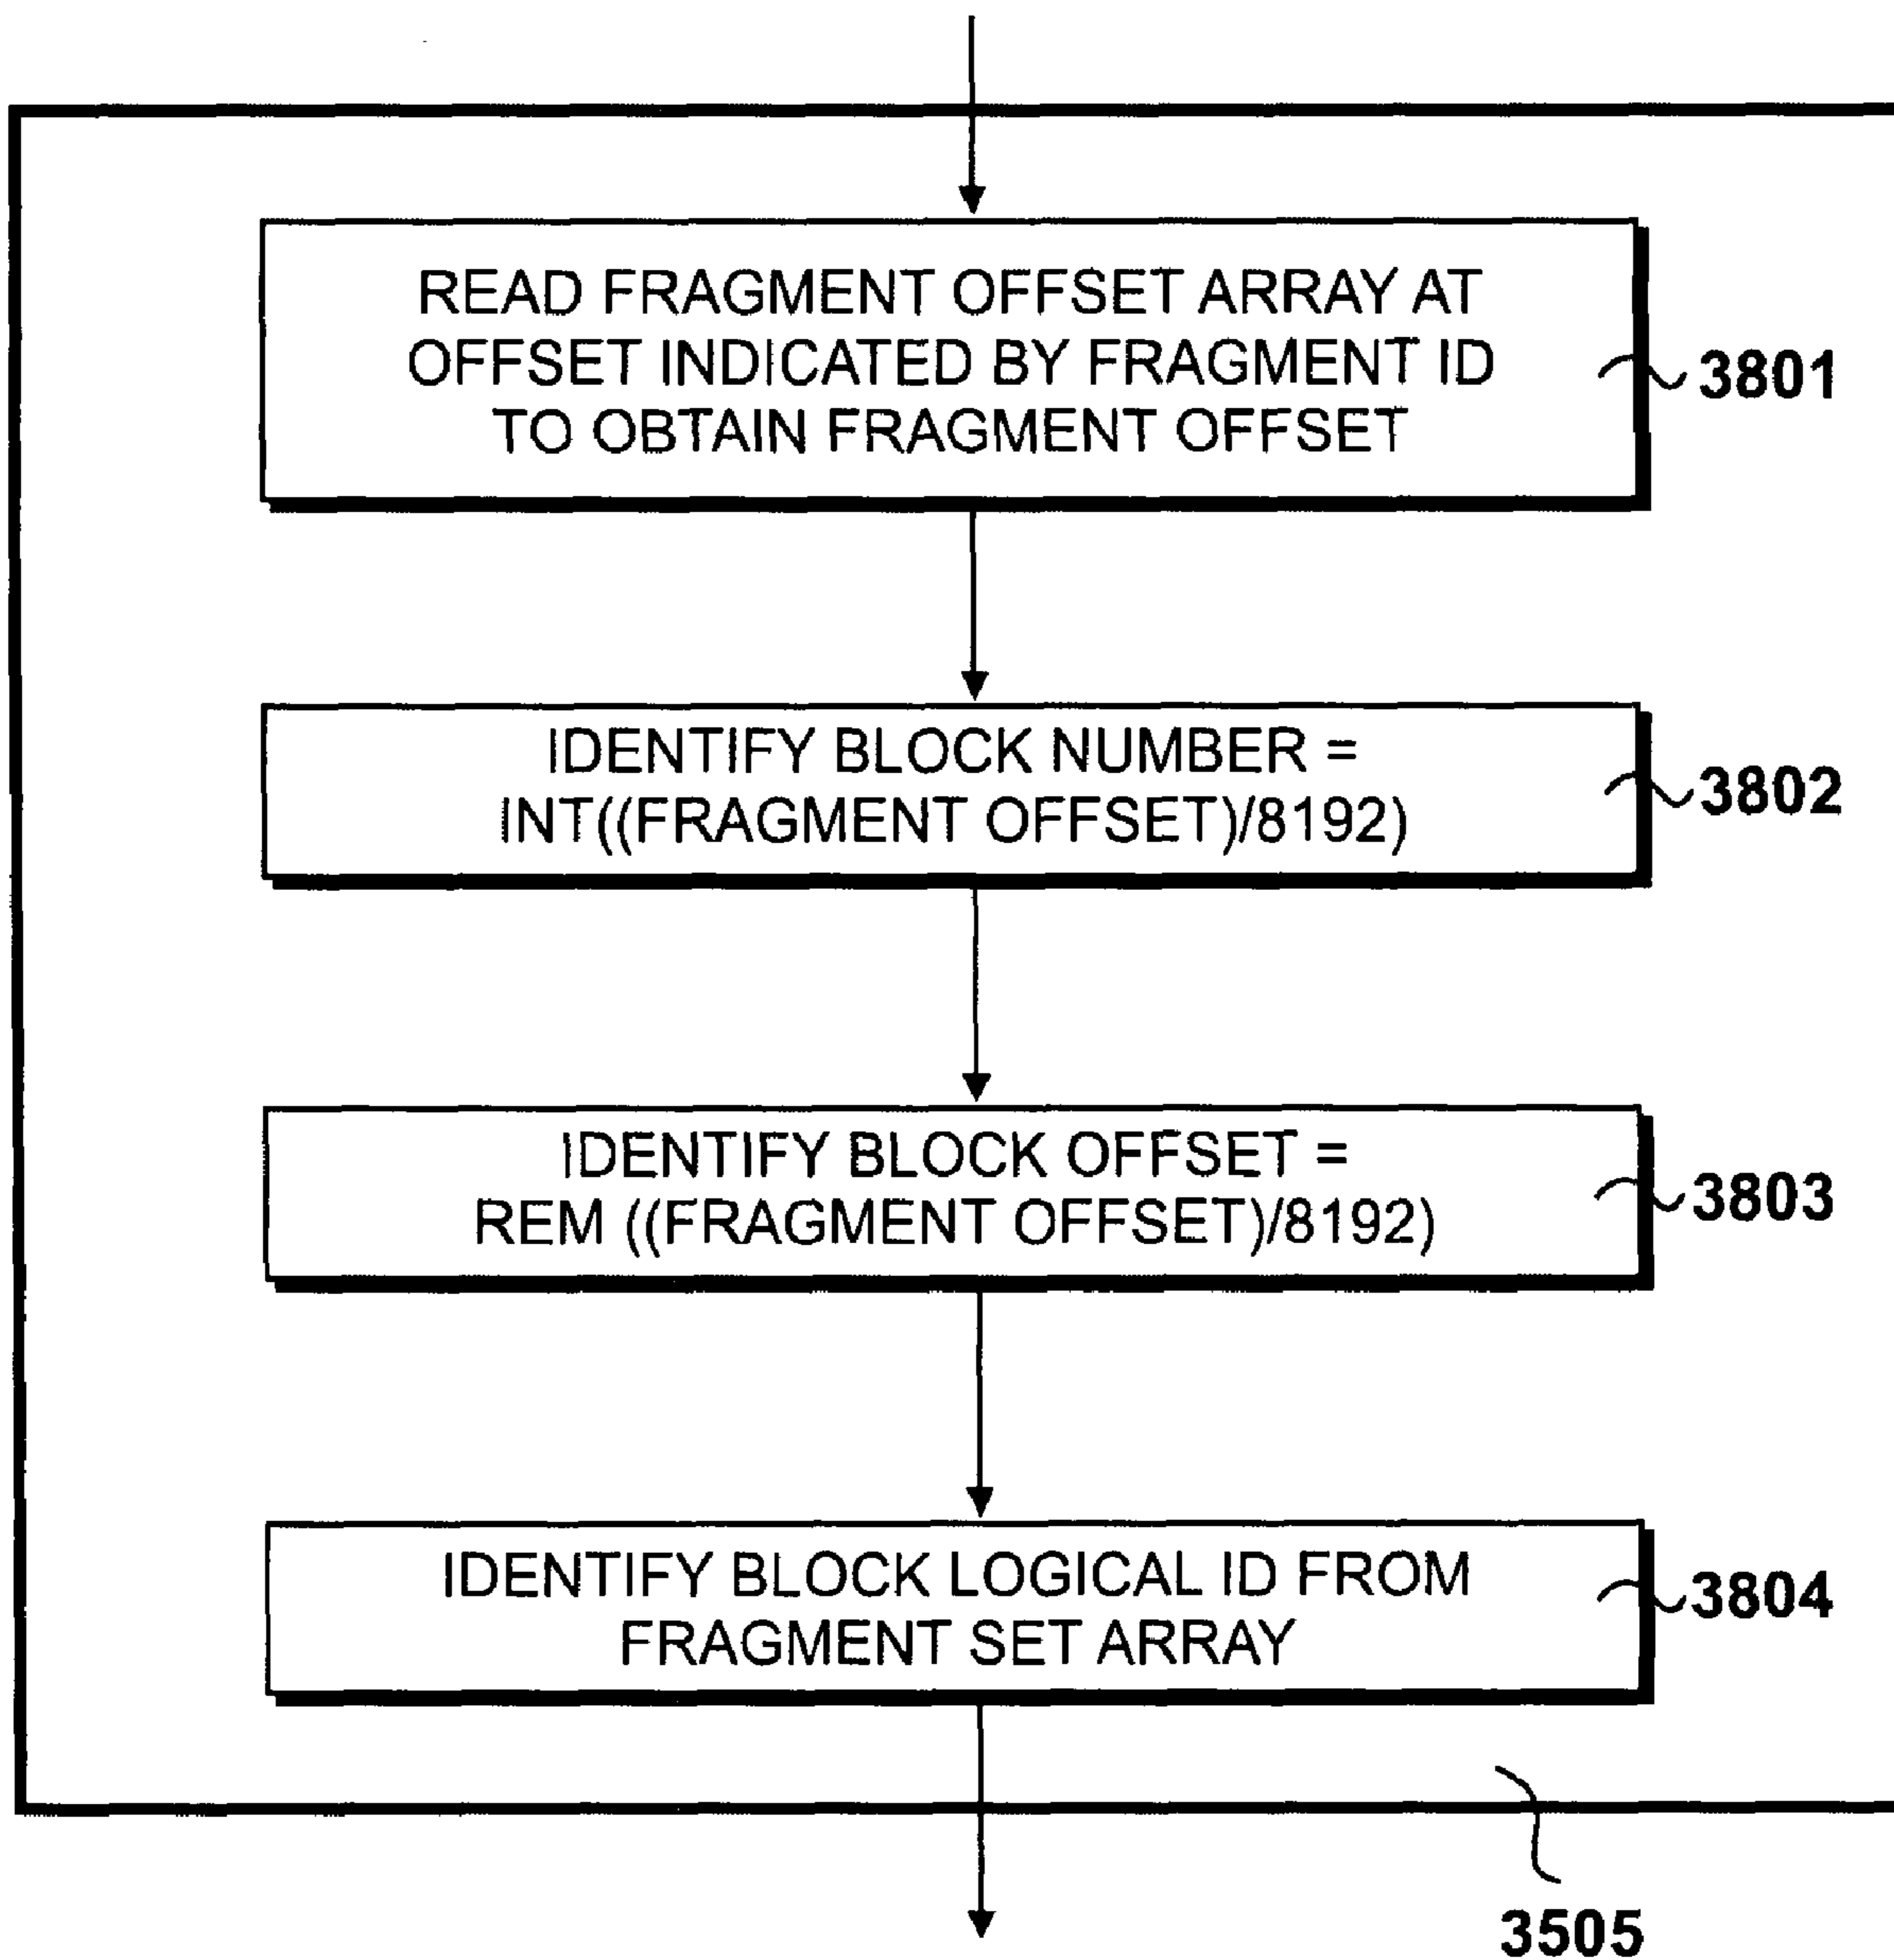 READ FRAGMENT OFFSET ARRAY AT
OFFSET INDICATED BY FRAGMENT ID
TO OBTAIN FRAGMENT OFFSET
3801
IDENTIFY BLOCK NUMBER =
INT((FRAGMENT OFFSET)/8192)
3802
IDENTIFY BLOCK OFFSET =
REM ((FRAGMENT OFFSET)/8192)
3803
IDENTIFY BLOCK LOGICAL ID FROM
FRAGMENT SET ARRAY
3804
3505